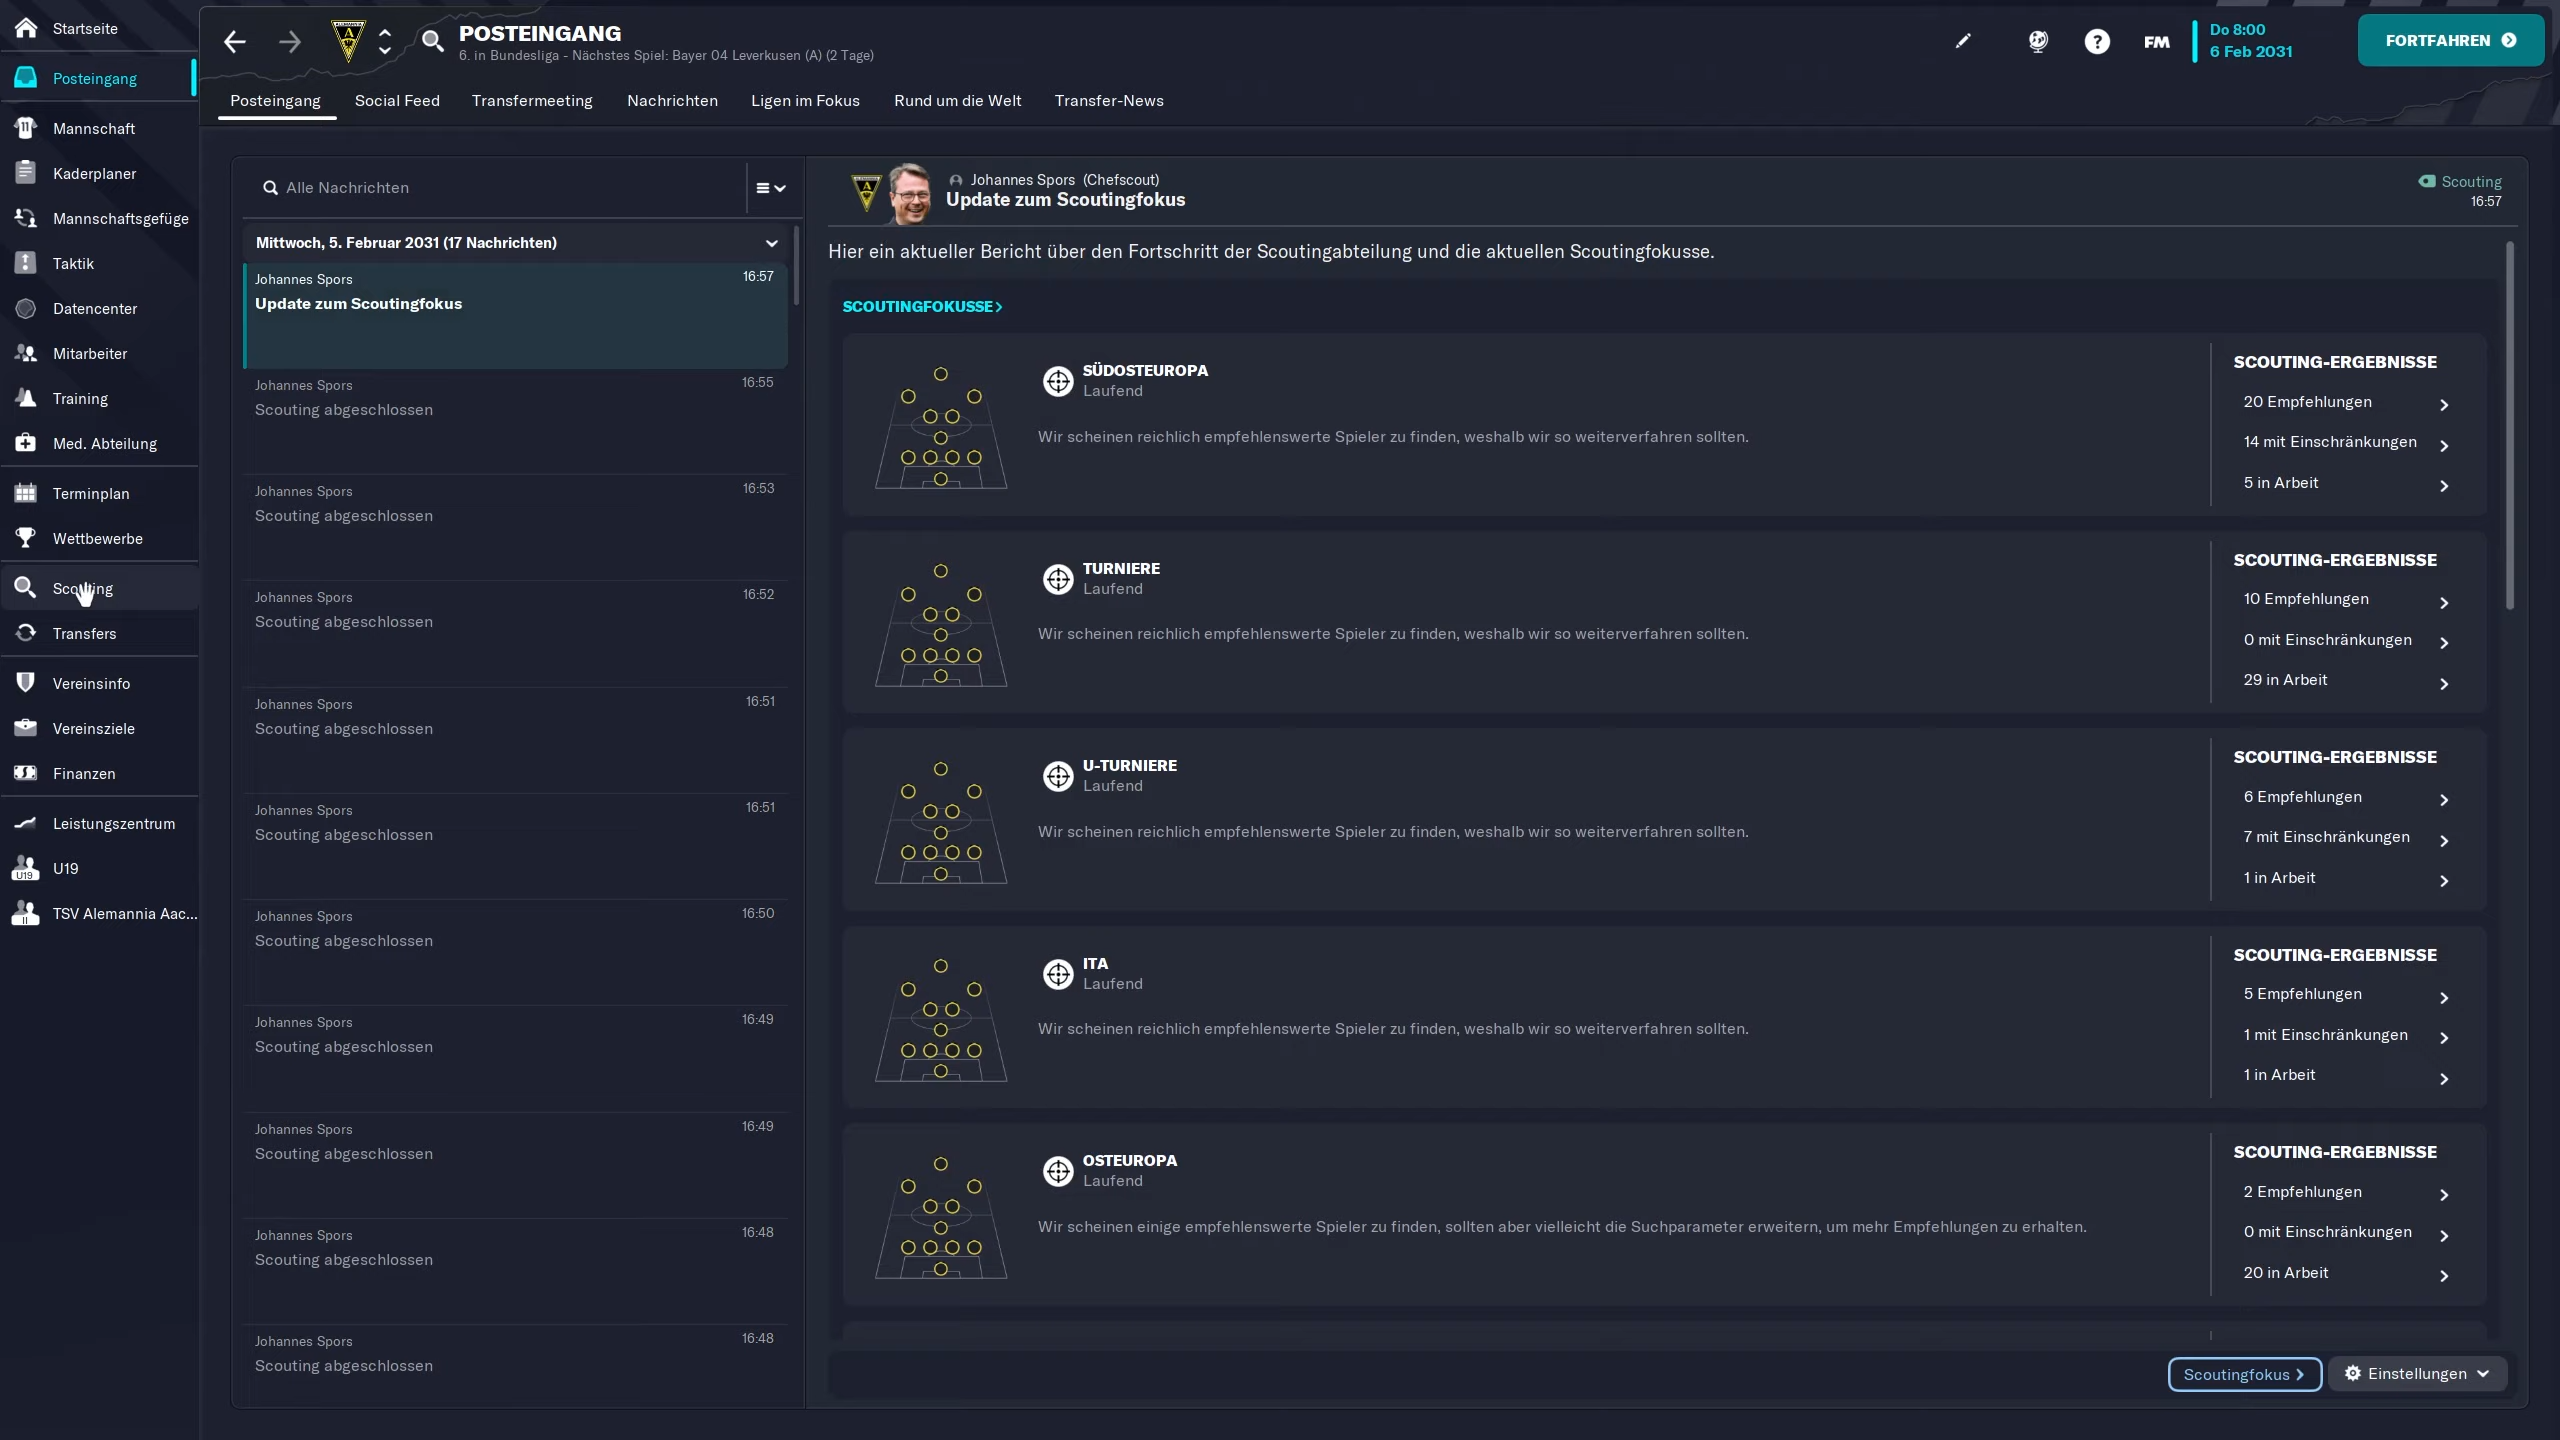 Startseite
Posteingang
Mannschaft
Kaderplaner
Mannschaftsgefüge
Taktik
Datencenter
Mitarbeiter
Training
Med. Abteilung
Terminplan
Wettbewerbe
Scouting
Transfers
Vereinsinfo
Vereinsziele
Finanzen
Leistungszentrum
U19
U19
II
TSV Alemannia Aac...
POSTEINGANG
6. in Bundesliga - Nächstes Spiel: Bayer 04 Leverkusen (A) (2 Tage)
FM
Do 8:00
6 Feb 2031
FORTFAHREN
Posteingang
Social Feed
Transfermeeting
Nachrichten
Ligen im Fokus
Rund um die Welt
Transfer-News
Alle Nachrichten
Mittwoch, 5. Februar 2031 (17 Nachrichten)
Johannes Spors 16:57
Update zum Scoutingfokus
Johannes Spors 16:55
Scouting abgeschlossen
Johannes Spors 16:53
Scouting abgeschlossen
Johannes Spors 16:52
Scouting abgeschlossen
Johannes Spors 16:51
Scouting abgeschlossen
Johannes Spors 16:51
Scouting abgeschlossen
Johannes Spors 16:50
Scouting abgeschlossen
Johannes Spors 16:49
Scouting abgeschlossen
Johannes Spors 16:49
Scouting abgeschlossen
Johannes Spors 16:48
Scouting abgeschlossen
Johannes Spors 16:48
Scouting abgeschlossen
Johannes Spors (Chefscout)
Update zum Scoutingfokus
Scouting
16:57
Hier ein aktueller Bericht über den Fortschritt der Scoutingabteilung und die aktuellen Scoutingfokusse.
SCOUTINGFOKUSSE
SÜDOSTEUROPA
Laufend
Wir scheinen reichlich empfehlenswerte Spieler zu finden, weshalb wir so weiterverfahren sollten.
SCOUTING-ERGEBNISSE
20 Empfehlungen
14 mit Einschränkungen
5 in Arbeit
TURNIERE
Laufend
Wir scheinen reichlich empfehlenswerte Spieler zu finden, weshalb wir so weiterverfahren sollten.
SCOUTING-ERGEBNISSE
10 Empfehlungen
0 mit Einschränkungen
29 in Arbeit
U-TURNIERE
Laufend
Wir scheinen reichlich empfehlenswerte Spieler zu finden, weshalb wir so weiterverfahren sollten.
SCOUTING-ERGEBNISSE
6 Empfehlungen
7 mit Einschränkungen
1 in Arbeit
ITA
Laufend
Wir scheinen reichlich empfehlenswerte Spieler zu finden, weshalb wir so weiterverfahren sollten.
SCOUTING-ERGEBNISSE
5 Empfehlungen
1 mit Einschränkungen
1 in Arbeit
OSTEUROPA
Laufend
Wir scheinen einige empfehlenswerte Spieler zu finden, sollten aber vielleicht die Suchparameter erweitern, um mehr Empfehlungen zu erhalten.
SCOUTING-ERGEBNISSE
2 Empfehlungen
0 mit Einschränkungen
20 in Arbeit
Scoutingfokus
Einstellungen